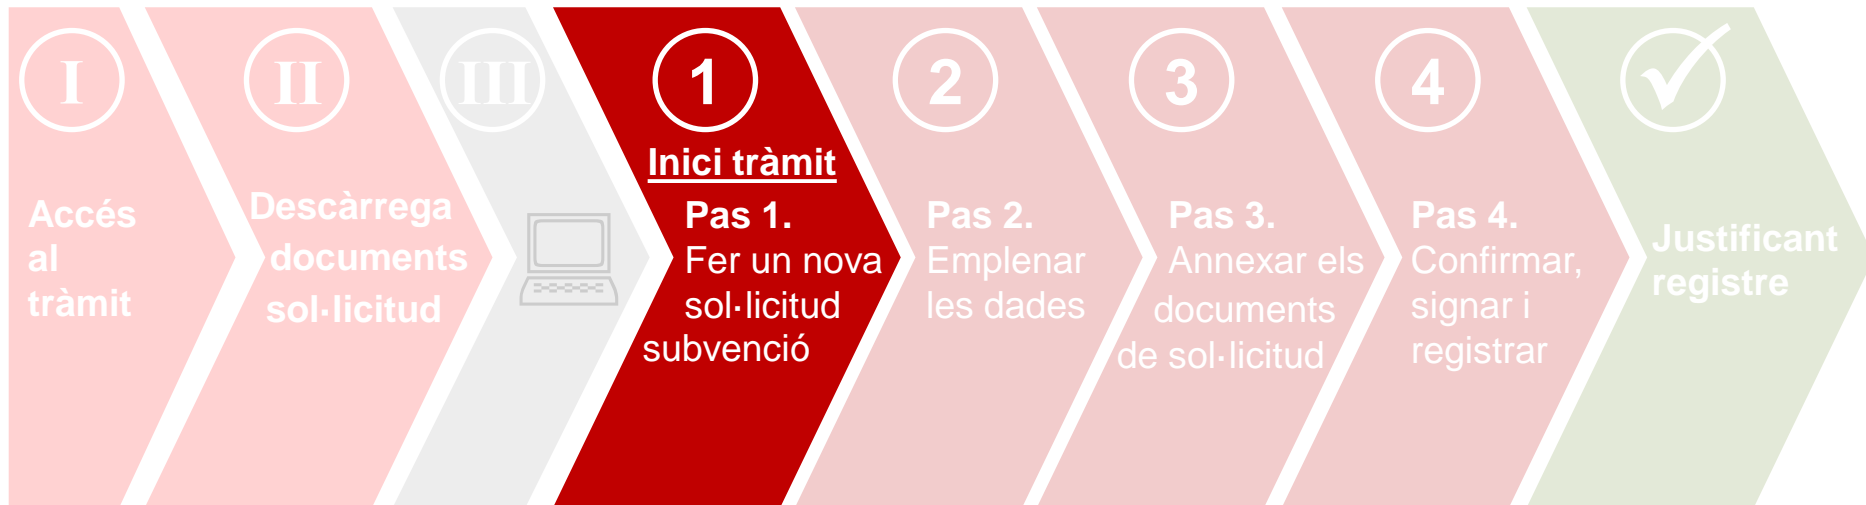 I
Accés
al
tràmit
II
Descàrrega
documents
sol·licitud
III
1
Inici tràmit
Pas 1.
Fer un nova
sol·licitud
subvenció
2
Pas 2.
Emplenar
les dades
3
Pas 3.
Annexar els
documents
de sol·licitud
4
Pas 4.
Confirmar,
signar i
registrar
Justificant
registre